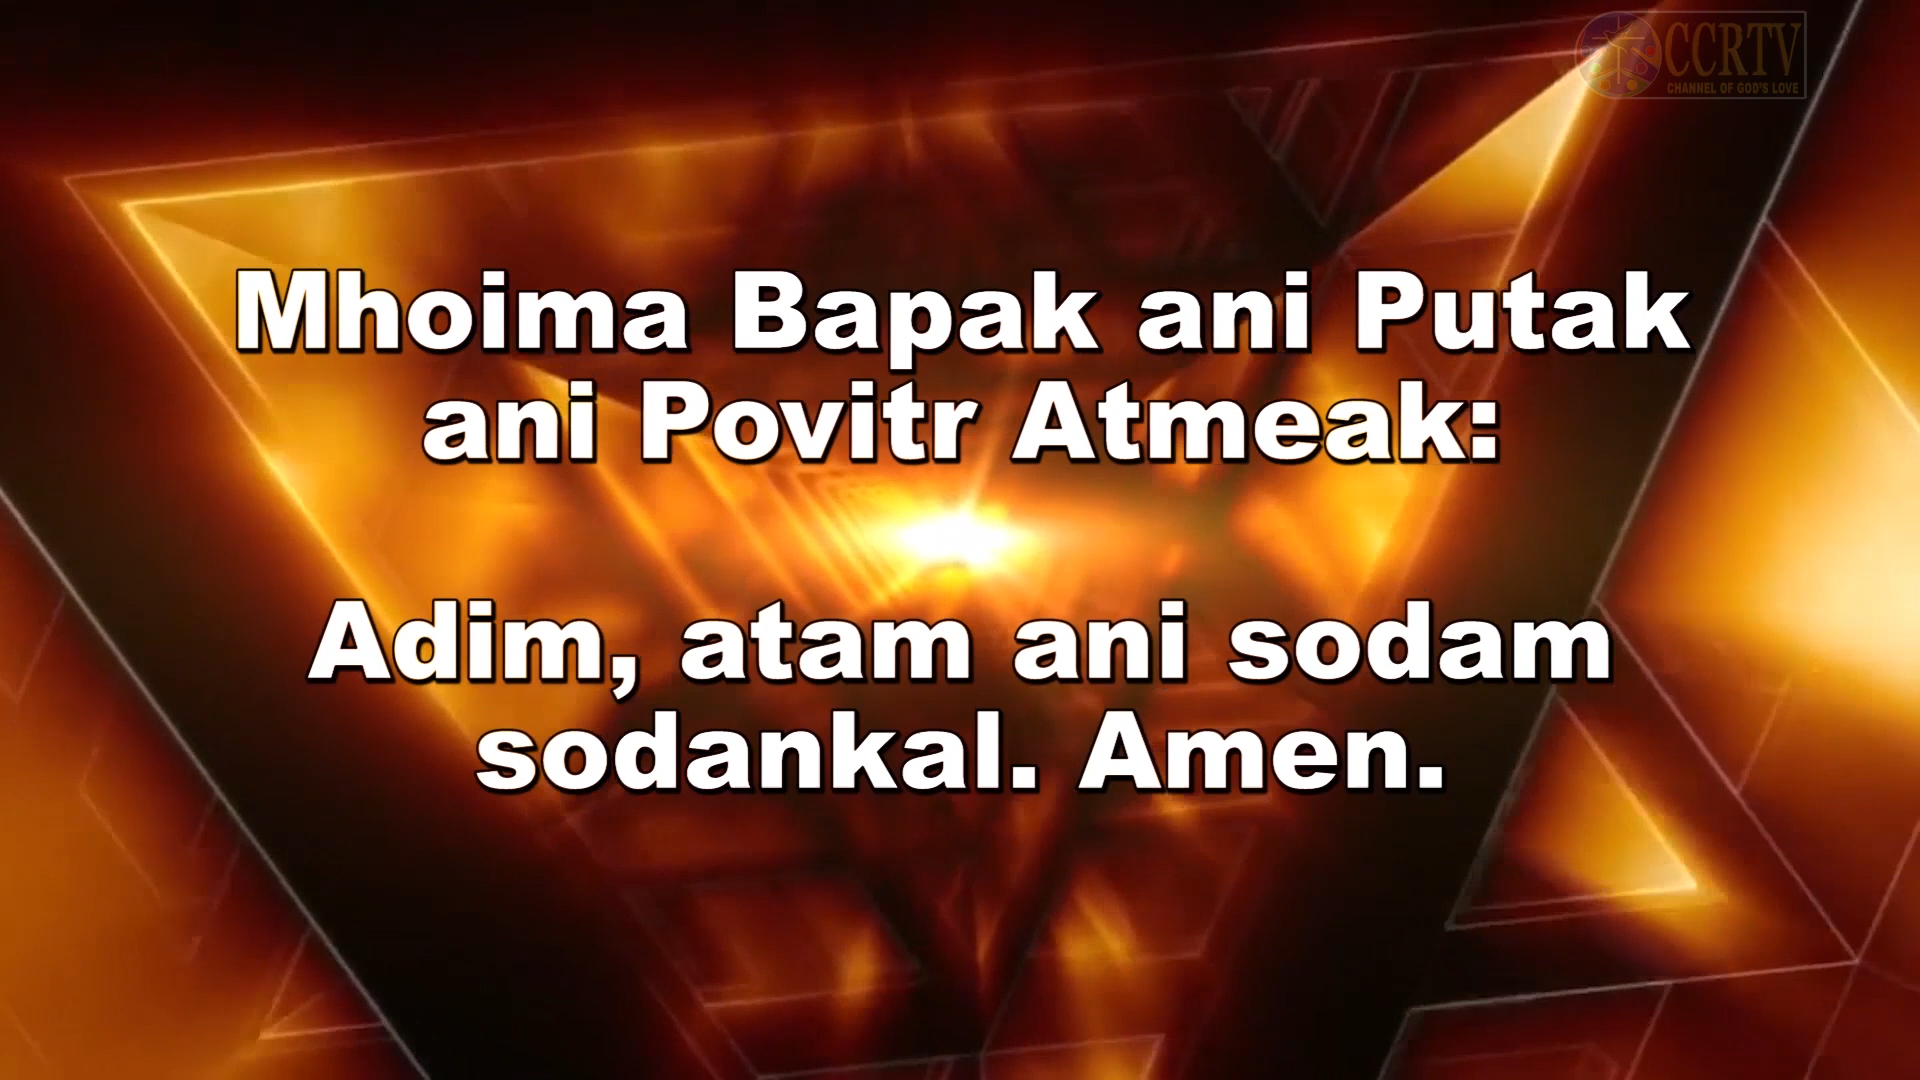 CCRTV
CHANNEL OF GOD'S LOVE
Mhoima Bapak ani Putak
ani Povitr Atmeak:
Adim, atam ani sodam
sodankal. Amen.